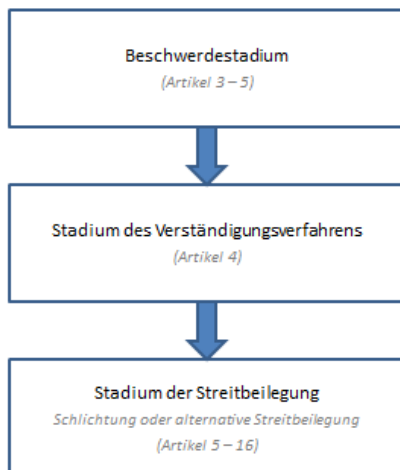 Beschwerdestadium
(Artikel 3 – 5)
Stadium des Verständigungsverfahrens
(Artikel 4)
Stadium der Streitbeilegung
Schlichtung oder alternative Streitbeilegung
(Artikel 5 – 16)